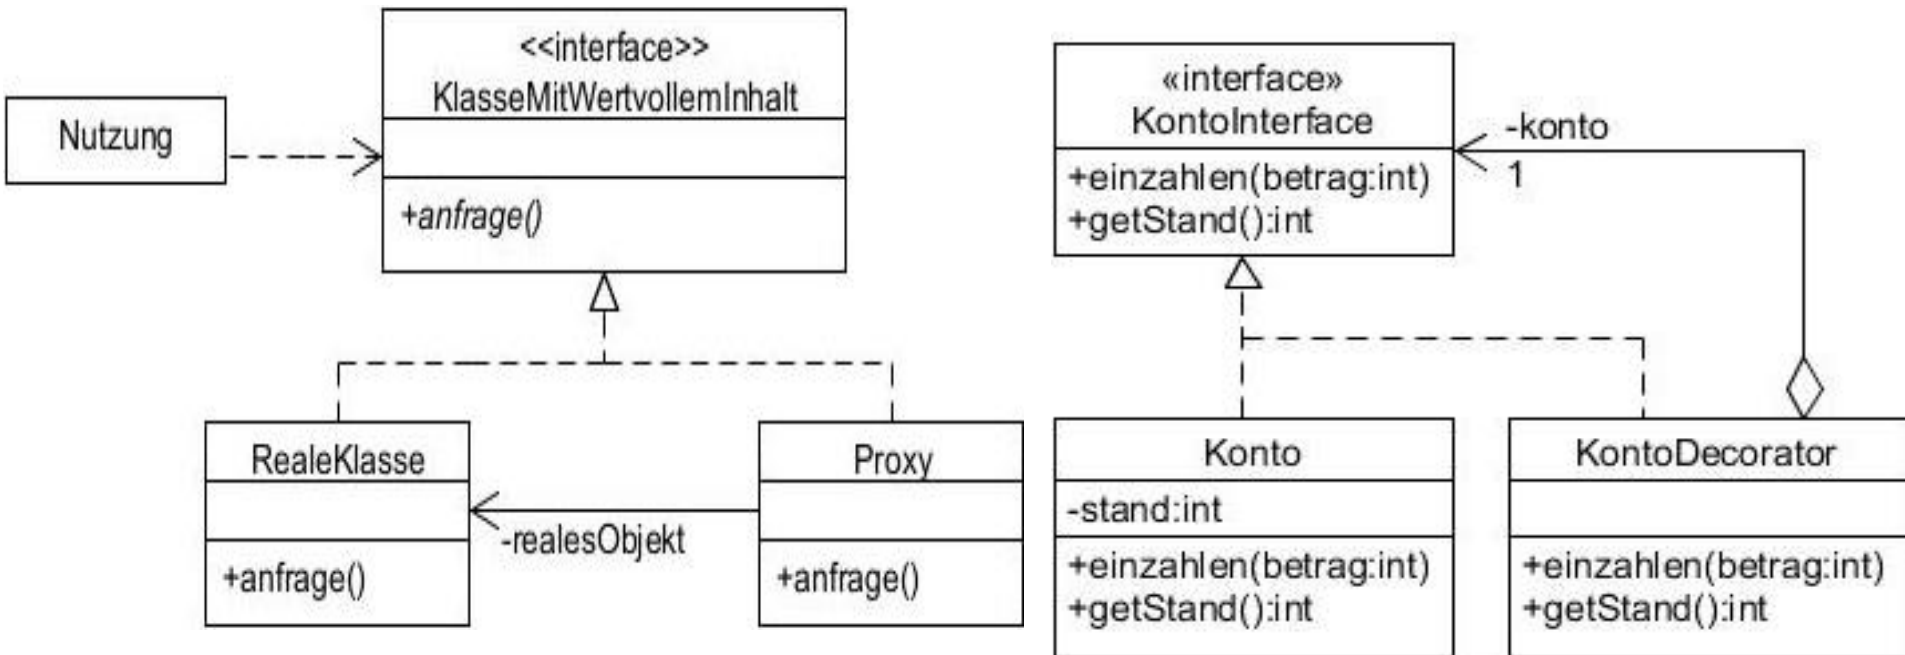 <<interface>>
KlasseMitWertvollemInhalt
Nutzung
+anfrage()
RealeKlasse
+anfrage()
-realesObjekt
Proxy
+anfrage()
«interface»
KontoInterface
+einzahlen(betrag:int)
+getStand():int
-konto
1
Konto
-stand:int
+einzahlen(betrag:int)
+getStand():int
KontoDecorator
+einzahlen(betrag:int)
+getStand():int